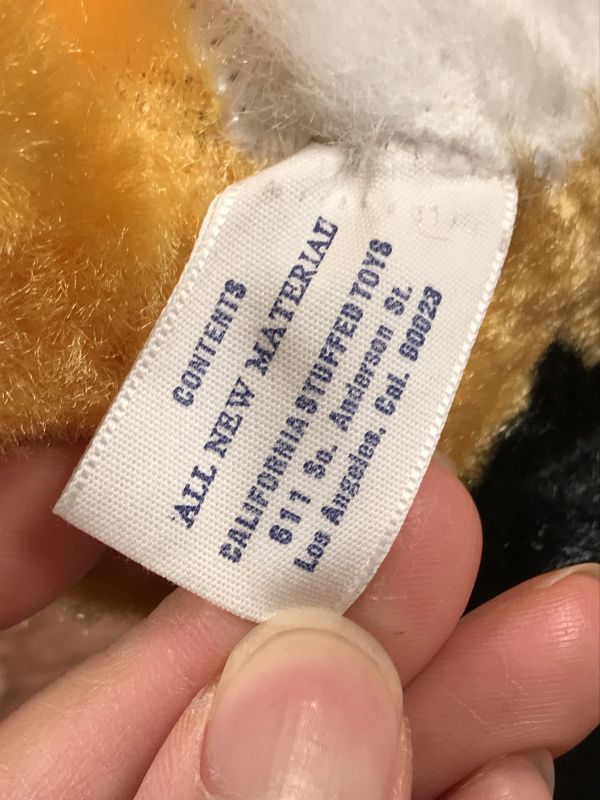 CONTENTS
ALL NEW MATERIAL
CALIFORNIA STUFFED TOYS
611 So. Anderson St.
Los Angeles, Cal. 90023